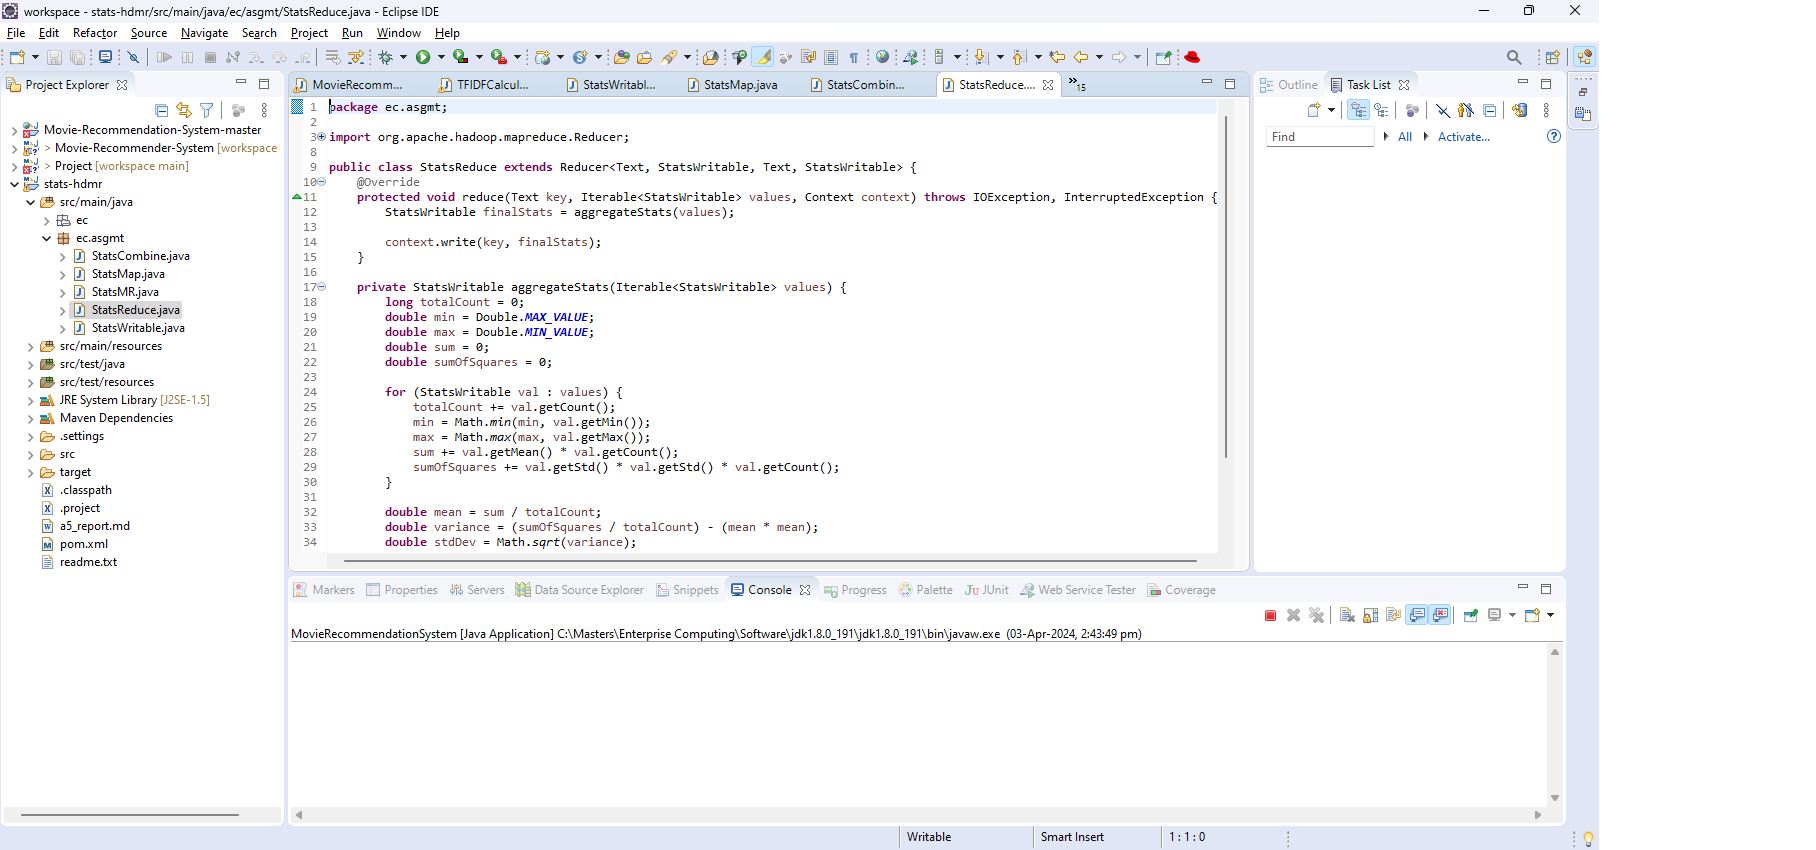 workspace - stats-hdmr/src/main/java/ec/asgmt/StatsReduce.java - Eclipse IDE
File Edit Refactor Source Navigate Search Project Run Window Help
Project Explorer
Movie-Recommendation-System-master
> Movie-Recommender-System [workspace
> Project [workspace main]
stats-hdmr
src/main/java
ec
ec.asgmt
StatsCombine.java
StatsMap.java
StatsMR.java
StatsReduce.java
StatsWritable.java
src/main/resources
src/test/java
src/test/resources
JRE System Library [J2SE-1.5]
Maven Dependencies
.settings
src
target
.classpath
.project
a5_report.md
pom.xml
readme.txt
MovieRecomm... TFIDFCalcul... StatsWritabl... StatsMap.java StatsCombin... StatsReduce.... »15
1 package ec.asgmt;
2
3 import org.apache.hadoop.mapreduce.Reducer;
8
9 public class StatsReduce extends Reducer<Text, StatsWritable, Text, StatsWritable> {
10 @Override
11 protected void reduce(Text key, Iterable<StatsWritable> values, Context context) throws IOException, InterruptedException {
12 StatsWritable finalStats = aggregateStats(values);
13
14 context.write(key, finalStats);
15 }
16
17 private StatsWritable aggregateStats(Iterable<StatsWritable> values) {
18 long totalCount = 0;
19 double min = Double.MAX_VALUE;
20 double max = Double.MIN_VALUE;
21 double sum = 0;
22 double sumOfSquares = 0;
23
24 for (StatsWritable val : values) {
25 totalCount += val.getCount();
26 min = Math.min(min, val.getMin());
27 max = Math.max(max, val.getMax());
28 sum += val.getMean() * val.getCount();
29 sumOfSquares += val.getStd() * val.getStd() * val.getCount();
30 }
31
32 double mean = sum / totalCount;
33 double variance = (sumOfSquares / totalCount) - (mean * mean);
34 double stdDev = Math.sqrt(variance);
Outline Task List
Find All Activate...
Markers Properties Servers Data Source Explorer Snippets Console Progress Palette JUnit Web Service Tester Coverage
MovieRecommendationSystem [Java Application] C:\Masters\Enterprise Computing\Software\jdk1.8.0_191\jdk1.8.0_191\bin\javaw.exe (03-Apr-2024, 2:43:49 pm)
Writable Smart Insert 1 : 1 : 0